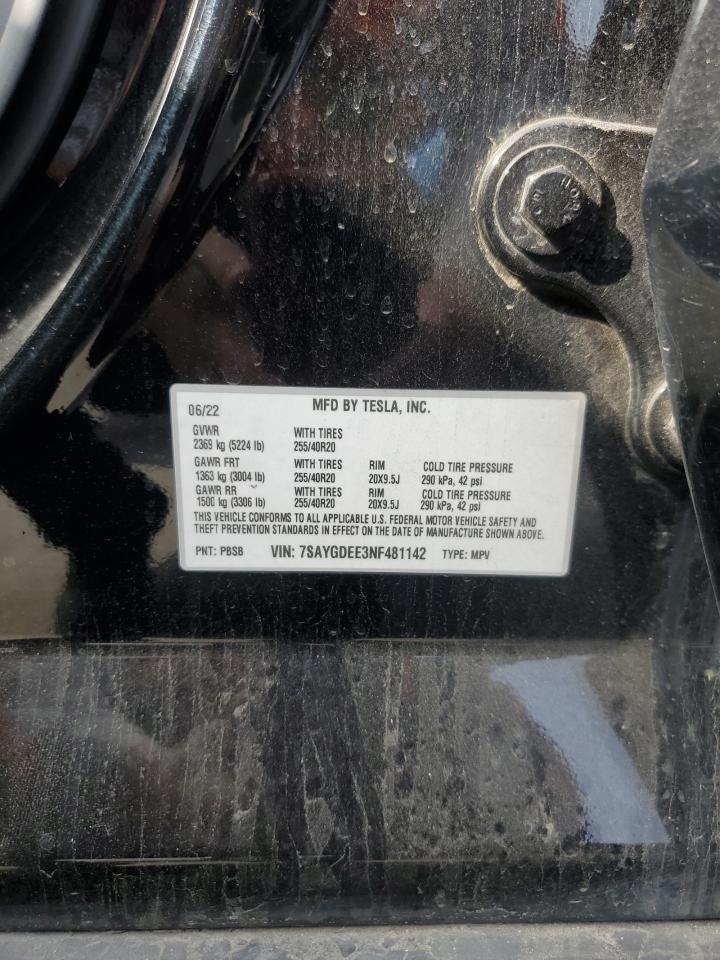 06/22 MFD BY TESLA, INC.
GVWR WITH TIRES
2369 kg (5224 lb) 255/40R20
GAWR FRT WITH TIRES RIM COLD TIRE PRESSURE
1363 kg (3004 lb) 255/40R20 20X9.5J 290 kPa, 42 psi
GAWR RR WITH TIRES RIM COLD TIRE PRESSURE
1500 kg (3306 lb) 255/40R20 20X9.5J 290 kPa, 42 psi
THIS VEHICLE CONFORMS TO ALL APPLICABLE U.S. FEDERAL MOTOR VEHICLE SAFETY AND
THEFT PREVENTION STANDARDS IN EFFECT ON THE DATE OF MANUFACTURE SHOWN ABOVE.
PNT: PBSB VIN: 7SAYGDEE3NF481142 TYPE: MPV